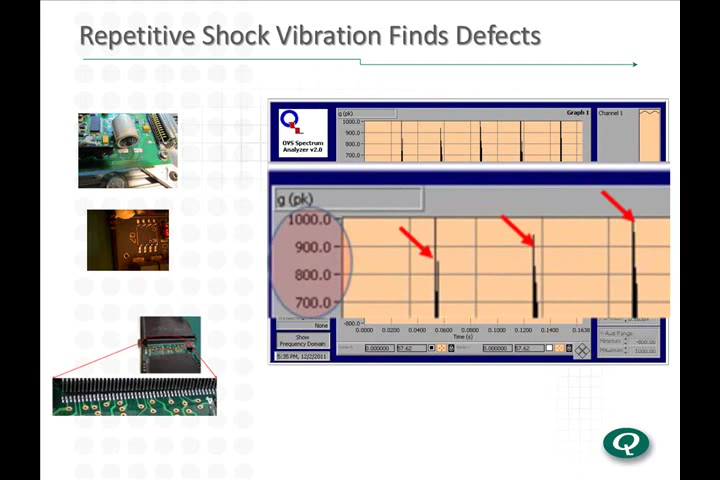 Repetitive Shock Vibration Finds Defects
g (pk)
Graph 1
Channel 1
1000.0
900.0
800.0
700.0
QVS Spectrum
Analyzer v2.0
g (pk)
1000.0
900.0
800.0
700.0
-800.0
0.0000 0.0200 0.0400 0.0600 0.0800 0.1000 0.1200 0.1400 0.1638
Time (s)
None
Show
Frequency Domain
5:35 PM, 12/2/2011
0.000000 57.62
0.000000 57.62
Y-Axis Range:
Minimum -800.00
Maximum 1000.00
Q